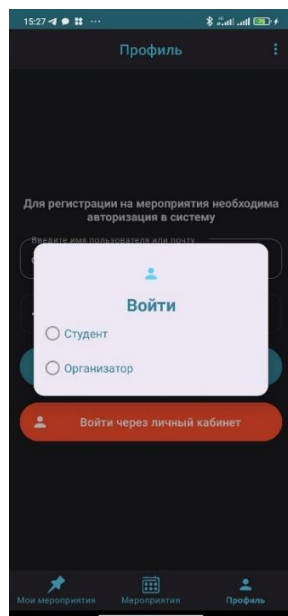 15:27
Профиль
Для регистрации на мероприятия необходима
авторизация в систему
Введите имя пользователя или почту
Войти
Студент
Организатор
Войти через личный кабинет
Мои мероприятия Мероприятия Профиль